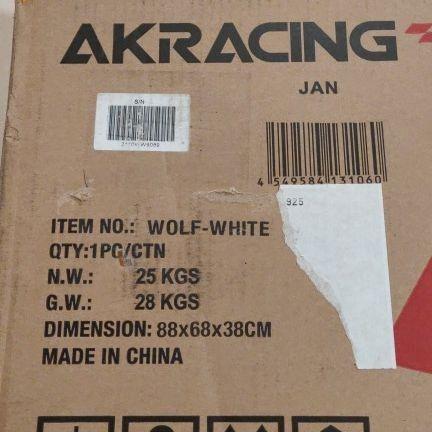 AKRACING
JAN
S/N
4 549584 131060
925
ITEM NO.: WOLF-WHITE
QTY:1PC/CTN
N.W.: 25 KGS
G.W.: 28 KGS
DIMENSION: 88x68x38CM
MADE IN CHINA